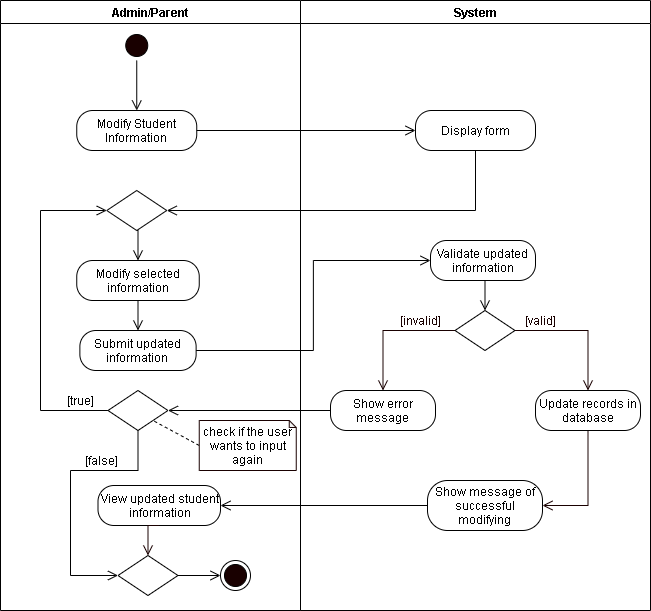 Admin/Parent
System
Modify Student
Information
Display form
Validate updated
information
Modify selected
information
[invalid]
[valid]
Submit updated
information
[true]
Show error
message
Update records in
database
check if the user
wants to input
again
[false]
View updated student
information
Show message of
successful
modifying